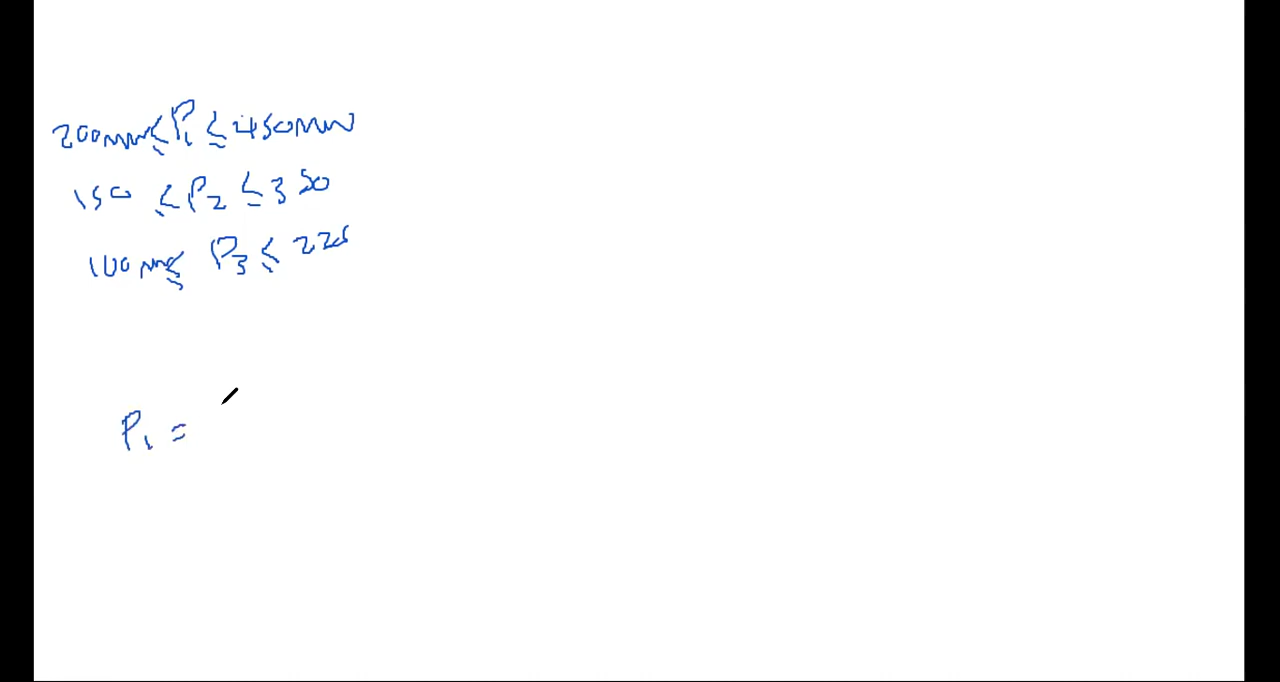 200MW ≤ P₁ ≤ 450MW
150 ≤ P₂ ≤ 350
100MW ≤ P₃ ≤ 225
P₁ =